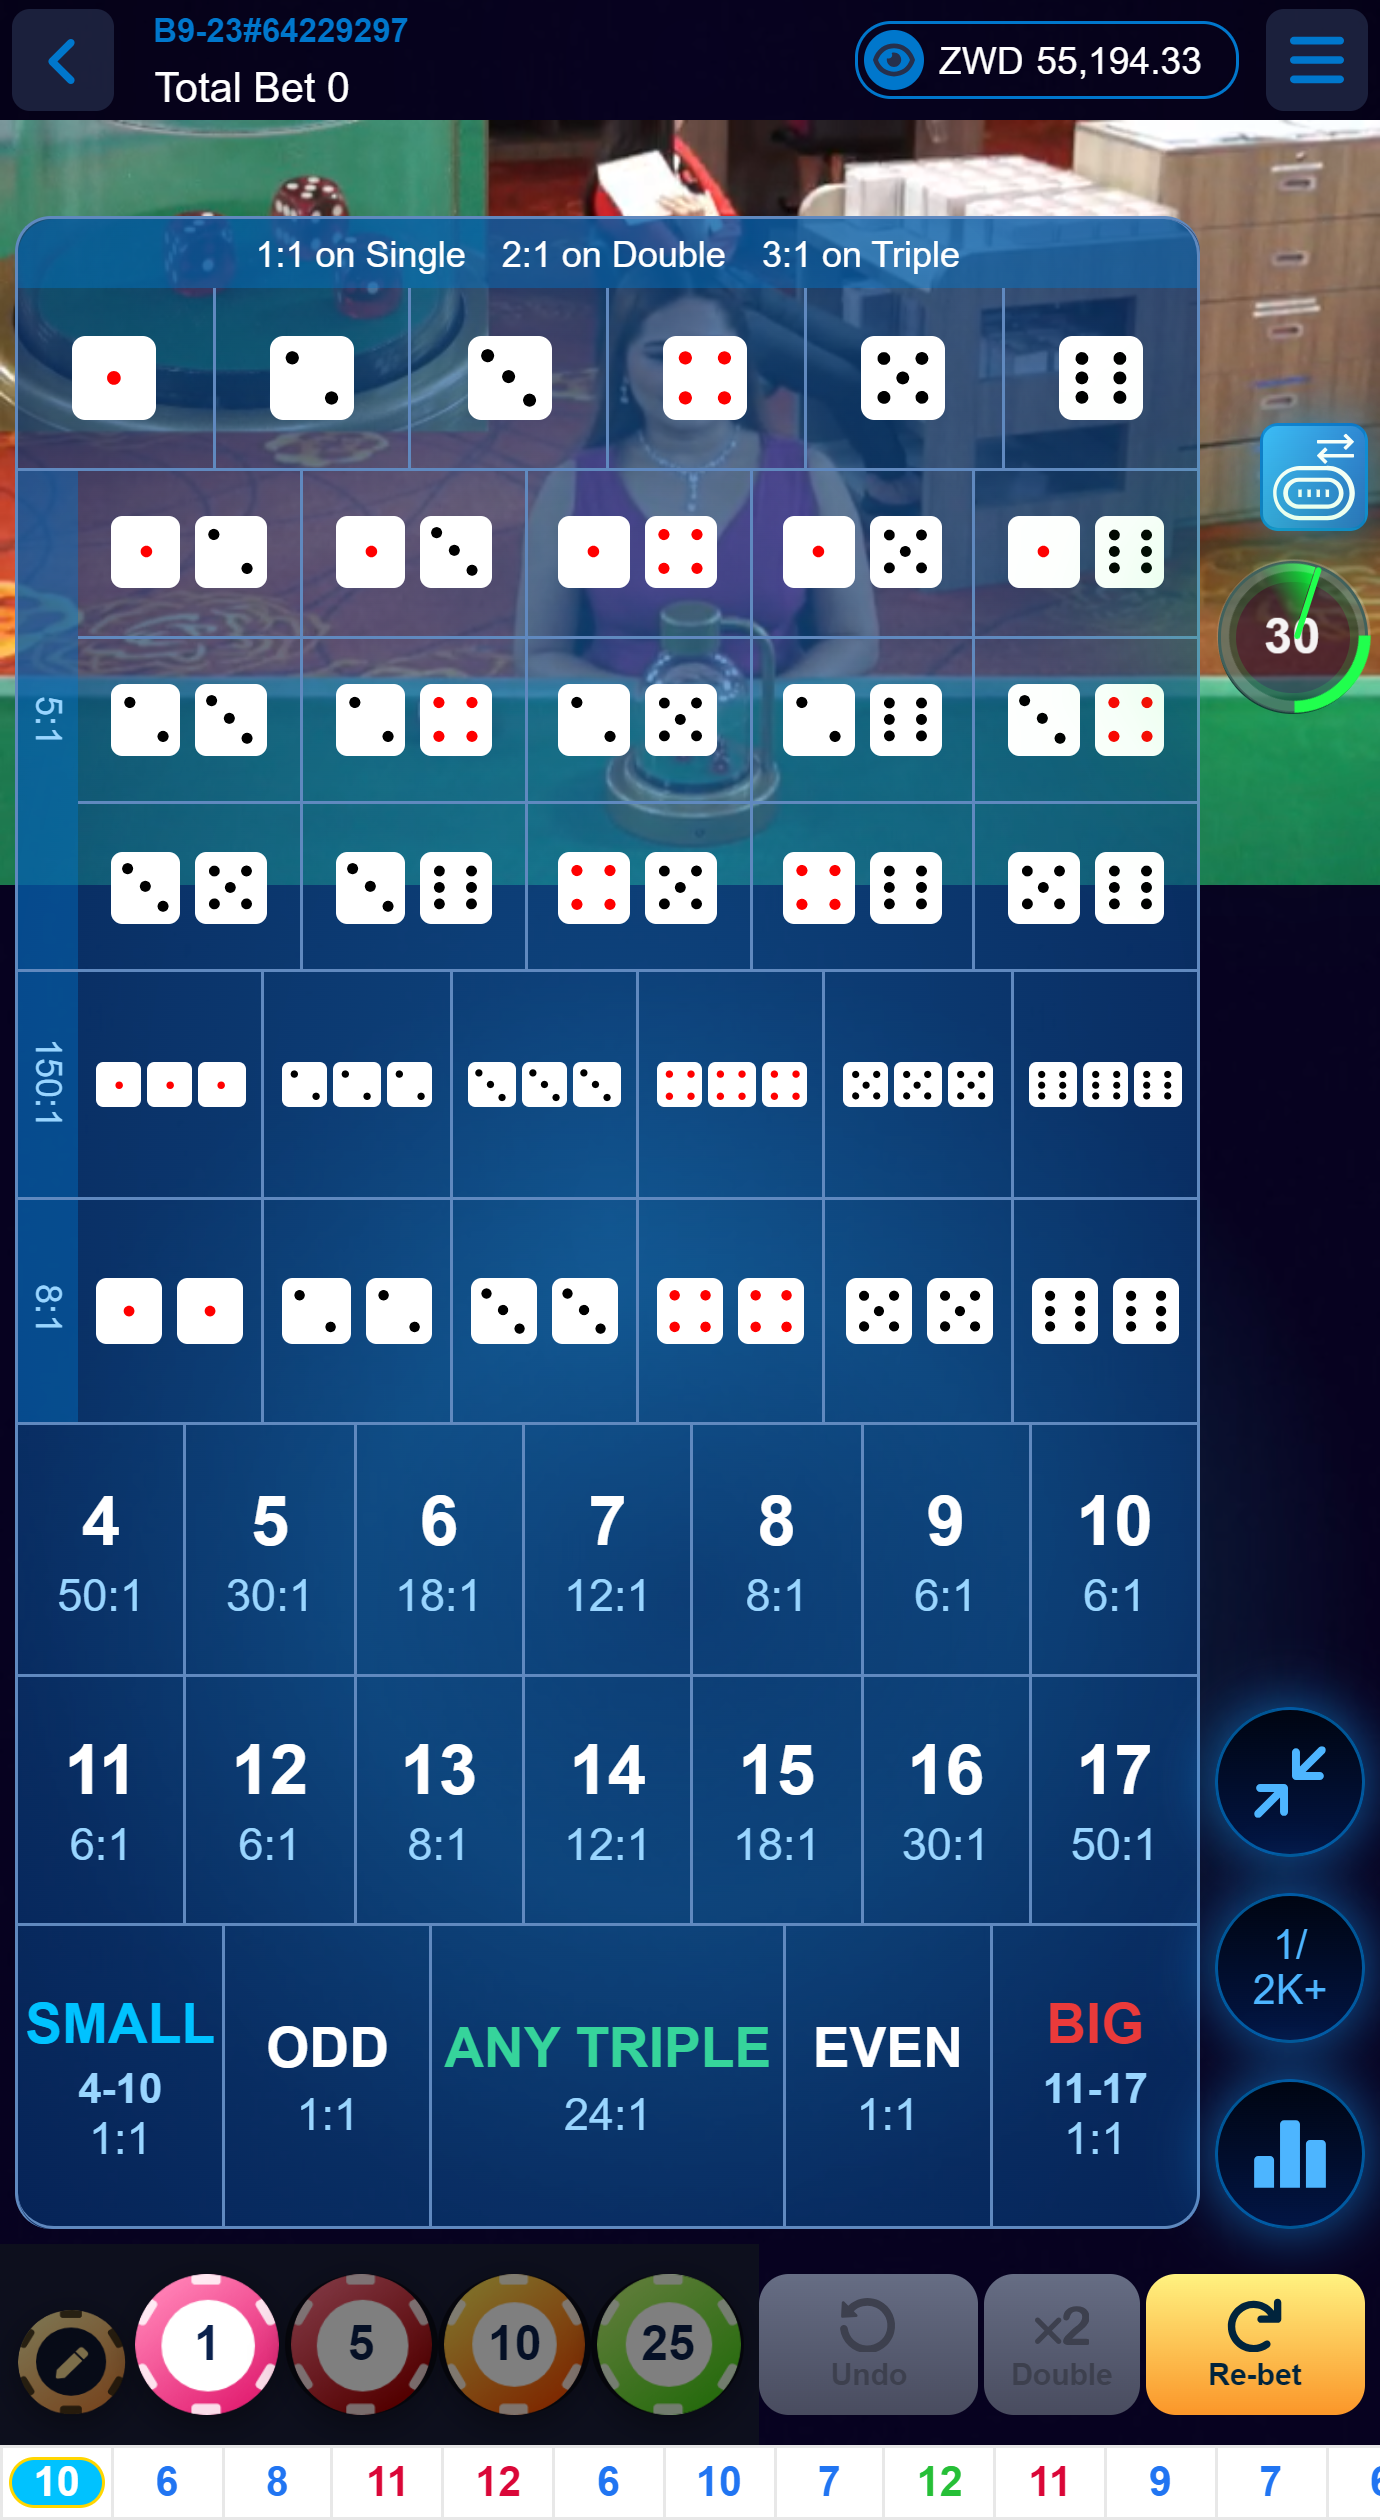 B9-23#64229297
Total Bet 0
ZWD 55,194.33
1:1 on Single 2:1 on Double 3:1 on Triple
30
5:1
150:1
8:1
4 5 6 7 8 9 10
50:1 30:1 18:1 12:1 8:1 6:1 6:1
11 12 13 14 15 16 17
6:1 6:1 8:1 12:1 18:1 30:1 50:1
SMALL
4-10
1:1
ODD
1:1
ANY TRIPLE
24:1
EVEN
1:1
BIG
11-17
1:1
1/
2K+
1 5 10 25
Undo
x2
Double
Re-bet
10 6 8 11 12 6 10 7 12 11 9 7